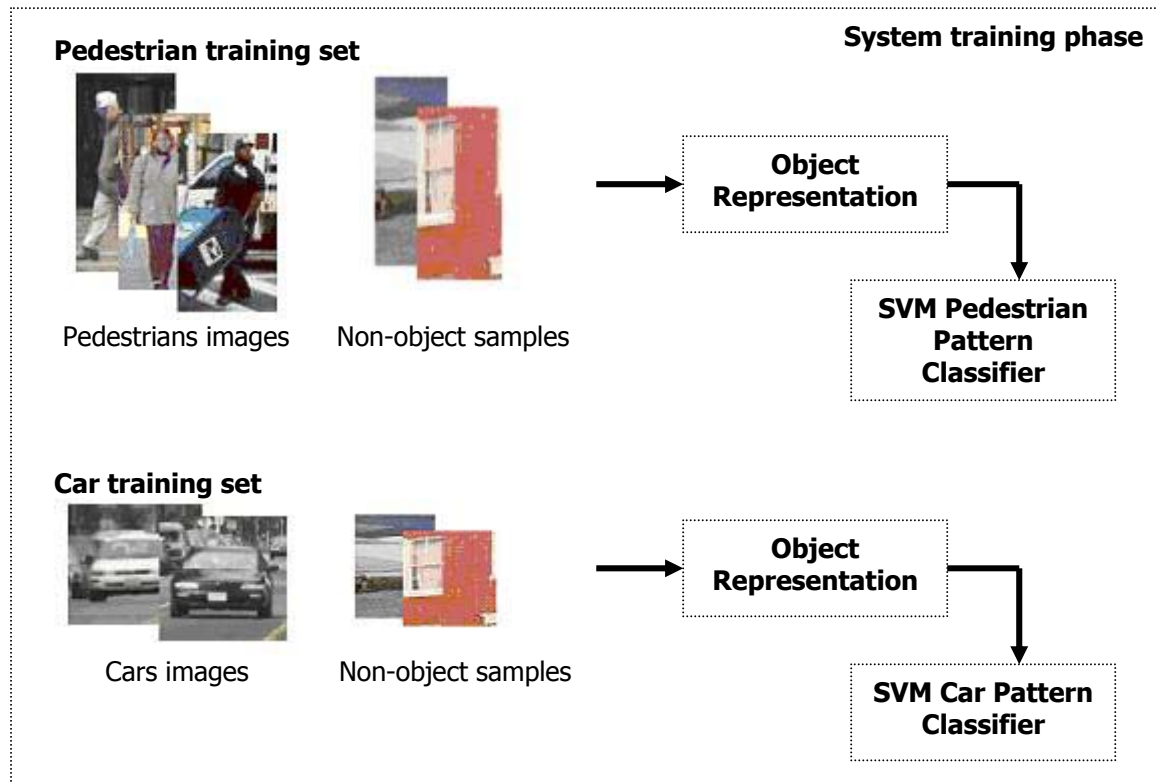 System training phase
Pedestrian training set
Object
Representation
Pedestrians images
Non-object samples
SVM Pedestrian
Pattern
Classifier
Car training set
Object
Representation
Cars images
Non-object samples
SVM Car Pattern
Classifier